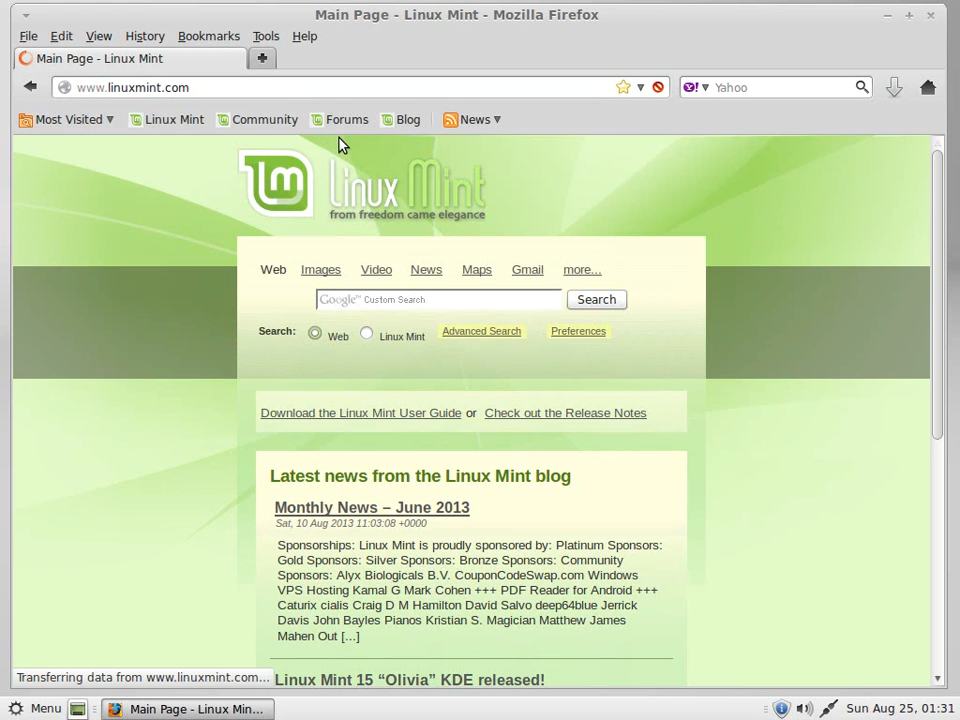 Main Page - Linux Mint - Mozilla Firefox
File Edit View History Bookmarks Tools Help
Main Page - Linux Mint
www.linuxmint.com
Y! Yahoo
Most Visited Linux Mint Community Forums Blog News
Linux Mint
from freedom came elegance
Web Images Video News Maps Gmail more...
Google™ Custom Search Search
Search: Web Linux Mint Advanced Search Preferences
Download the Linux Mint User Guide or Check out the Release Notes
Latest news from the Linux Mint blog
Monthly News – June 2013
Sat, 10 Aug 2013 11:03:08 +0000
Sponsorships: Linux Mint is proudly sponsored by: Platinum Sponsors:
Gold Sponsors: Silver Sponsors: Bronze Sponsors: Community
Sponsors: Alyx Biologicals B.V. CouponCodeSwap.com Windows
VPS Hosting Kamal G Mark Cohen +++ PDF Reader for Android +++
Caturix cialis Craig D M Hamilton David Salvo deep64blue Jerrick
Davis John Bayles Pianos Kristian S. Magician Matthew James
Mahen Out [...]
Transferring data from www.linuxmint.com...
Linux Mint 15 “Olivia” KDE released!
Menu Main Page - Linux Min... Sun Aug 25, 01:31